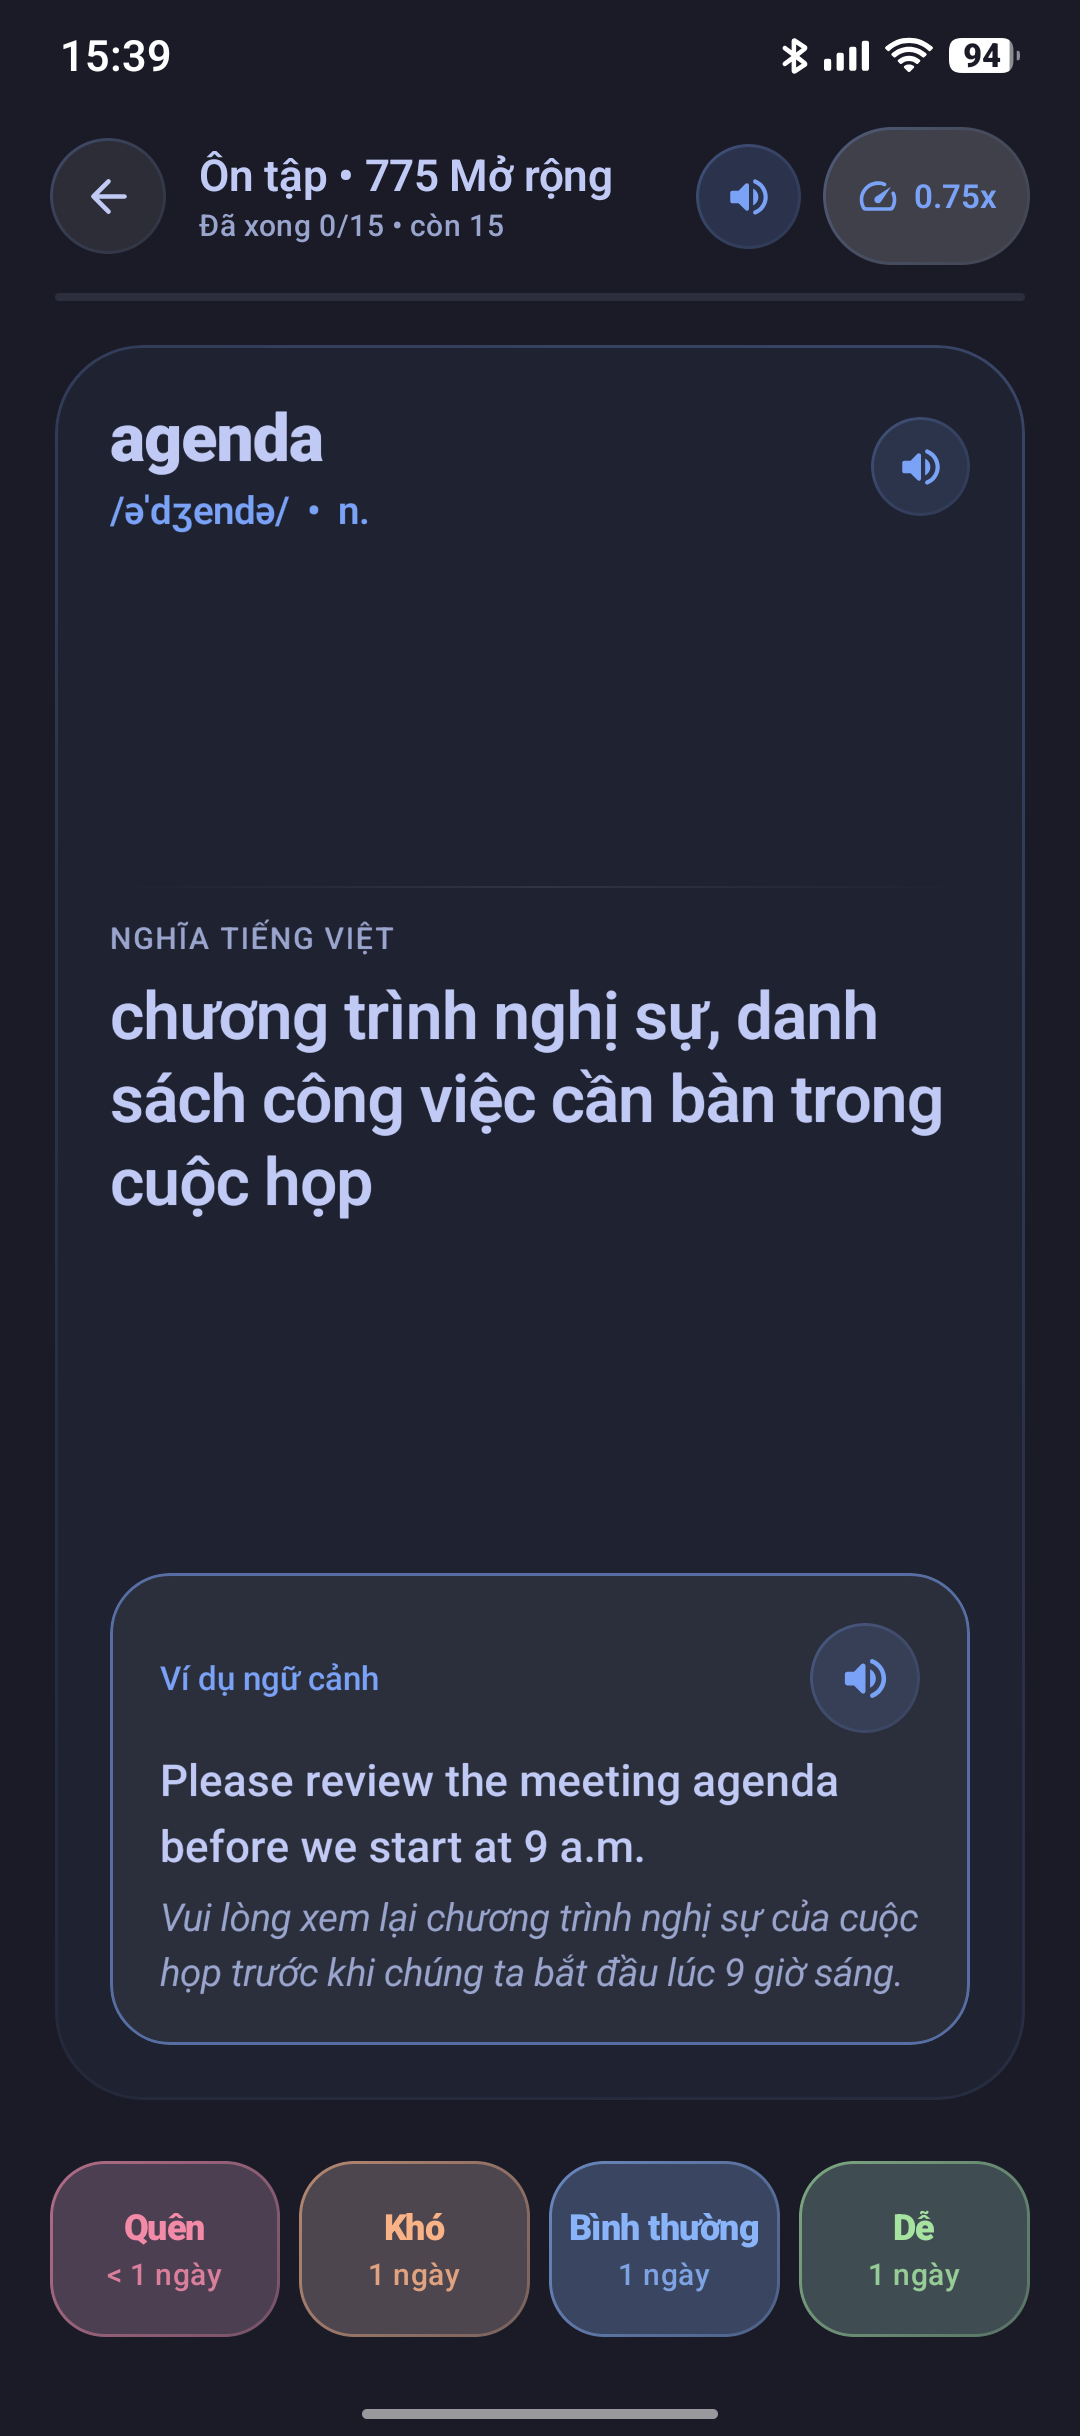 15:39
94
Ôn tập • 775 Mở rộng
Đã xong 0/15 • còn 15
0.75x
agenda
/əˈdʒendə/ • n.
NGHĨA TIẾNG VIỆT
chương trình nghị sự, danh
sách công việc cần bàn trong
cuộc họp
Ví dụ ngữ cảnh
Please review the meeting agenda
before we start at 9 a.m.
Vui lòng xem lại chương trình nghị sự của cuộc
họp trước khi chúng ta bắt đầu lúc 9 giờ sáng.
Quên
< 1 ngày
Khó
1 ngày
Bình thường
1 ngày
Dễ
1 ngày